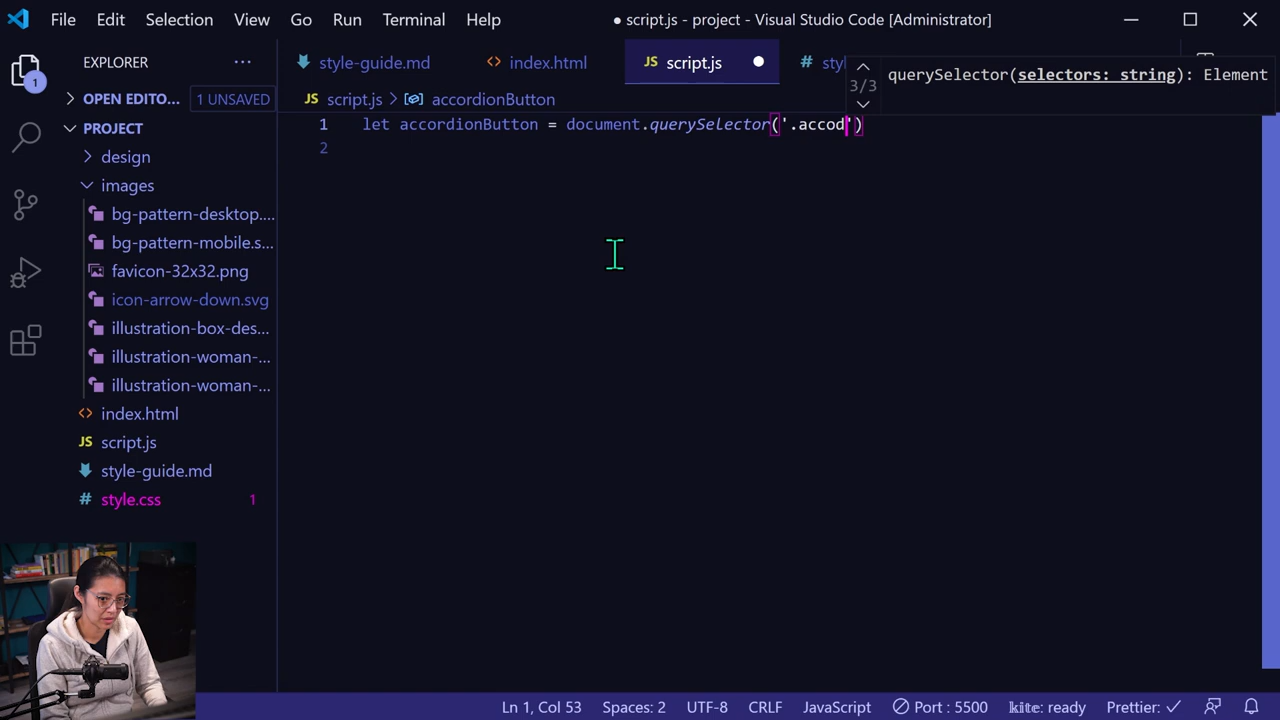 File Edit Selection View Go Run Terminal Help
● script.js - project - Visual Studio Code [Administrator]
EXPLORER ···
1
style-guide.md
<> index.html
JS script.js ●
# sty
3/3
querySelector(selectors: string): Element
OPEN EDITO... 1 UNSAVED
JS script.js > accordionButton
PROJECT
1 let accordionButton = document.querySelector('.accod')
2
design
images
bg-pattern-desktop....
bg-pattern-mobile.s...
favicon-32x32.png
icon-arrow-down.svg
illustration-box-des...
illustration-woman-...
illustration-woman-...
<> index.html
JS script.js
style-guide.md
# style.css 1
Ln 1, Col 53 Spaces: 2 UTF-8 CRLF JavaScript Port : 5500 kite: ready Prettier: ✓